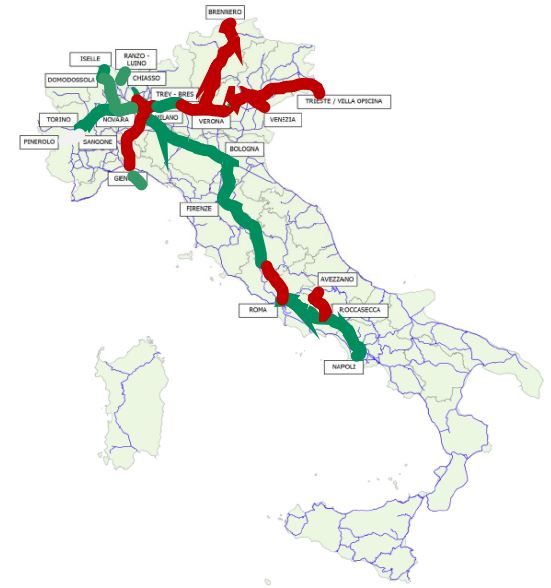 BRENNERO
ISELLE
RANZO -
LUINO
DOMODOSSOLA
CHIASSO
TREV - BRES
TRIESTE / VILLA OPICINA
TORINO
NOVARA
MILANO
VERONA
VENEZIA
PINEROLO
SANGONE
BOLOGNA
FIRENZE
AVEZZANO
ROMA
ROCCASECCA
NAPOLI